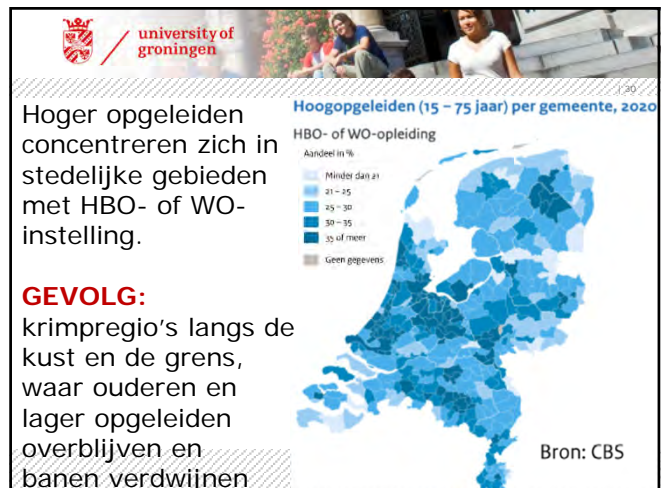 university of
groningen
| 30
Hoger opgeleiden
concentreren zich in
stedelijke gebieden
met HBO- of WO-
instelling.
GEVOLG:
krimpregio's langs de
kust en de grens,
waar ouderen en
lager opgeleiden
overblijven en
banen verdwijnen
Hoogopgeleiden (15 – 75 jaar) per gemeente, 2020
HBO- of WO-opleiding
Aandeel in %
Minder dan 21
21 – 25
25 – 30
30 – 35
35 of meer
Geen gegevens
Bron: CBS